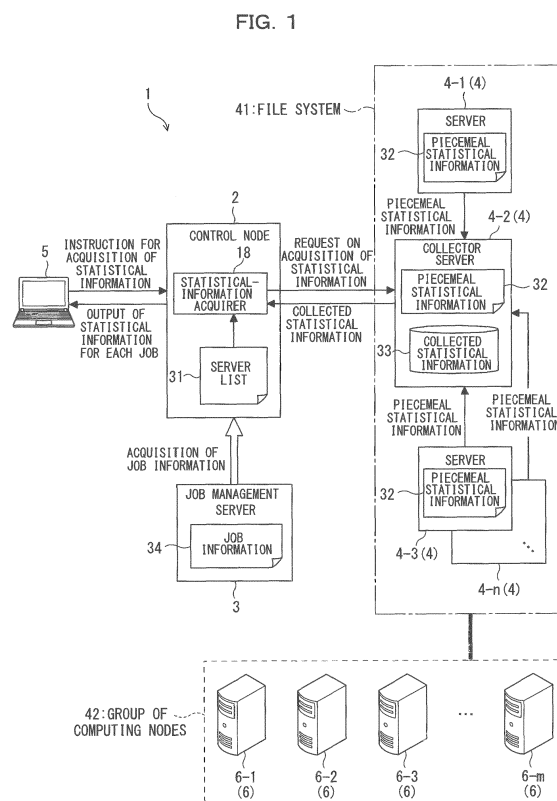 FIG. 1
1
41:FILE SYSTEM
4-1(4)
SERVER
32
PIECEMEAL
STATISTICAL
INFORMATION
PIECEMEAL
STATISTICAL
INFORMATION
4-2(4)
COLLECTOR
SERVER
PIECEMEAL
STATISTICAL
INFORMATION
32
33
COLLECTED
STATISTICAL
INFORMATION
2
CONTROL NODE
18
STATISTICAL-
INFORMATION
ACQUIRER
31
SERVER
LIST
5
INSTRUCTION FOR
ACQUISITION OF
STATISTICAL
INFORMATION
OUTPUT OF
STATISTICAL
INFORMATION
FOR EACH JOB
REQUEST ON
ACQUISITION OF
STATISTICAL
INFORMATION
COLLECTED
STATISTICAL
INFORMATION
PIECEMEAL
STATISTICAL
INFORMATION
PIECEMEAL
STATISTICAL
INFORMATION
ACQUISITION OF
JOB INFORMATION
SERVER
32
PIECEMEAL
STATISTICAL
INFORMATION
4-3(4)
...
4-n(4)
JOB MANAGEMENT
SERVER
34
JOB
INFORMATION
3
42:GROUP OF
COMPUTING NODES
...
6-1
(6)
6-2
(6)
6-3
(6)
6-m
(6)